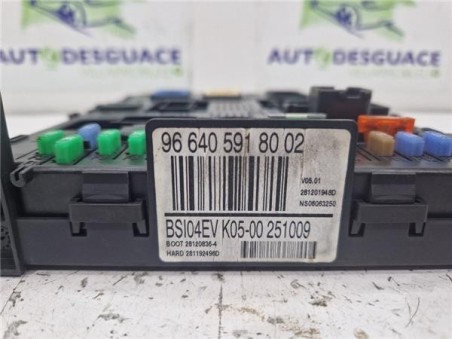 AUTODESGUACE
AUTODESGUACE
96 640 591 80 02
V05.01
281201948D
NS06063250
BSI04EV K05-00 251009
BOOT 28120836-4
HARD 281192496D